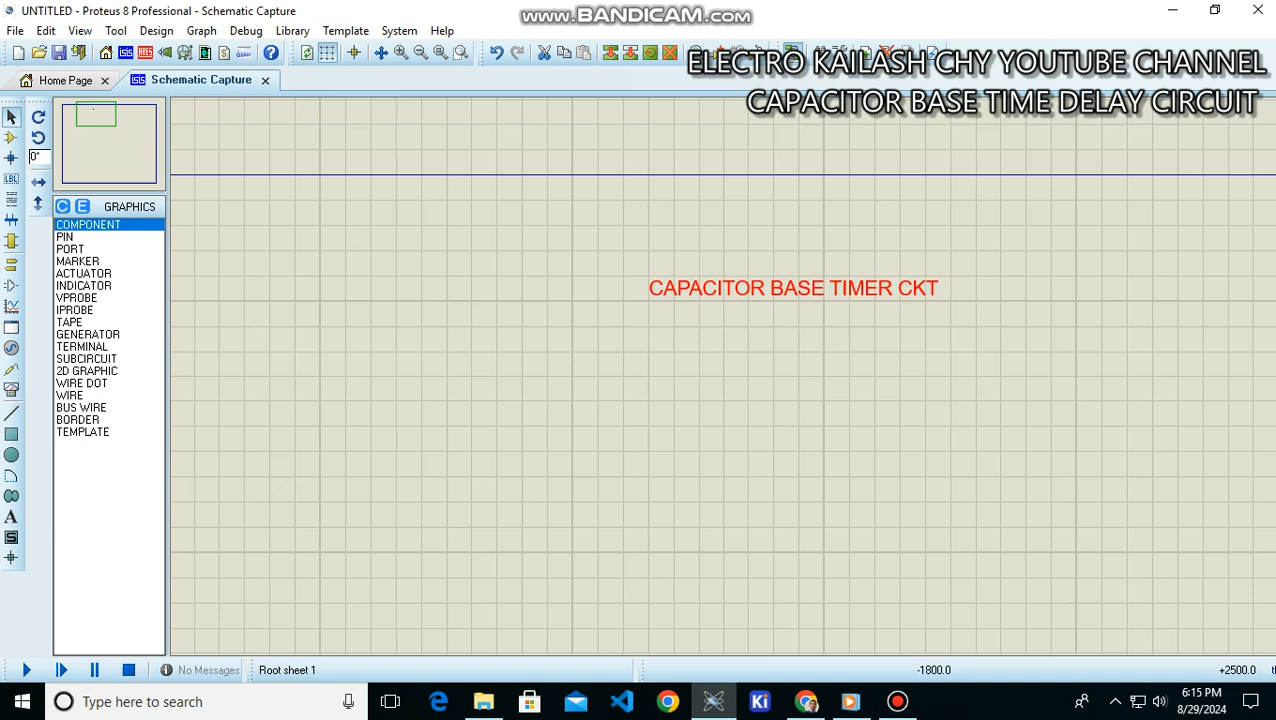 UNTITLED - Proteus 8 Professional - Schematic Capture
www.BANDICAM.com
File Edit View Tool Design Graph Debug Library Template System Help
ELECTRO KAILASH CHY YOUTUBE CHANNEL
Home Page
Schematic Capture
CAPACITOR BASE TIME DELAY CIRCUIT
0°
LBL
C E GRAPHICS
COMPONENT
PIN
PORT
MARKER
ACTUATOR
INDICATOR
VPROBE
IPROBE
TAPE
GENERATOR
TERMINAL
SUBCIRCUIT
2D GRAPHIC
WIRE DOT
WIRE
BUS WIRE
BORDER
TEMPLATE
A
S
CAPACITOR BASE TIMER CKT
No Messages
Root sheet 1
-1800.0
+2500.0
Type here to search
Ki
6:15 PM
8/29/2024